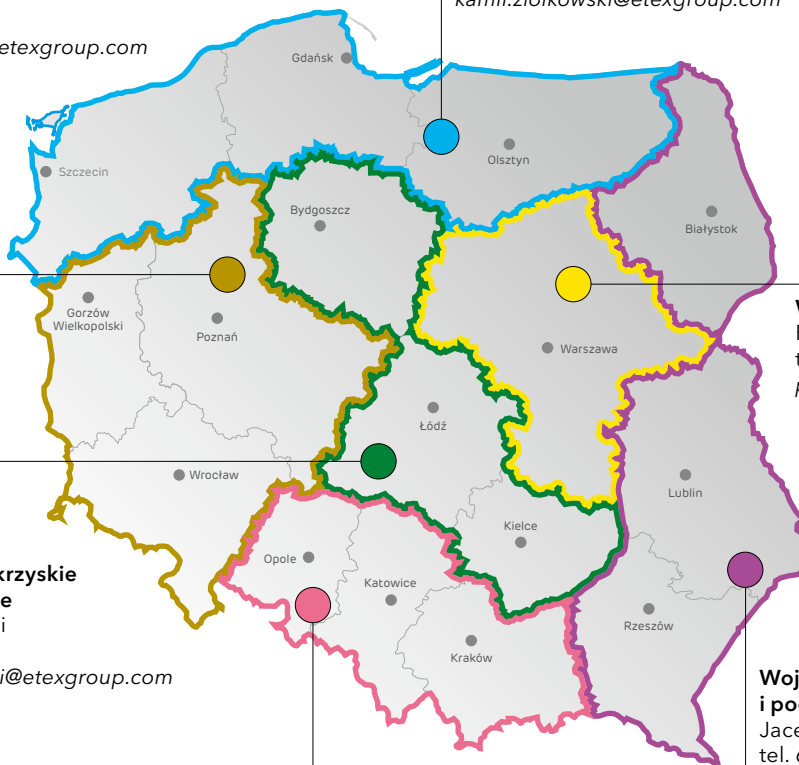 kamil.ziolkowski@etexgroup.com
etexgroup.com
Gdańsk
Olsztyn
Szczecin
Bydgoszcz
Białystok
Gorzów
Wielkopolski
Poznań
Warszawa
Łódź
Wrocław
Lublin
Kielce
Opole
Katowice
Rzeszów
Kraków
krzyskie
e
i
i@etexgroup.com
Woj
i po
Jace
tel.